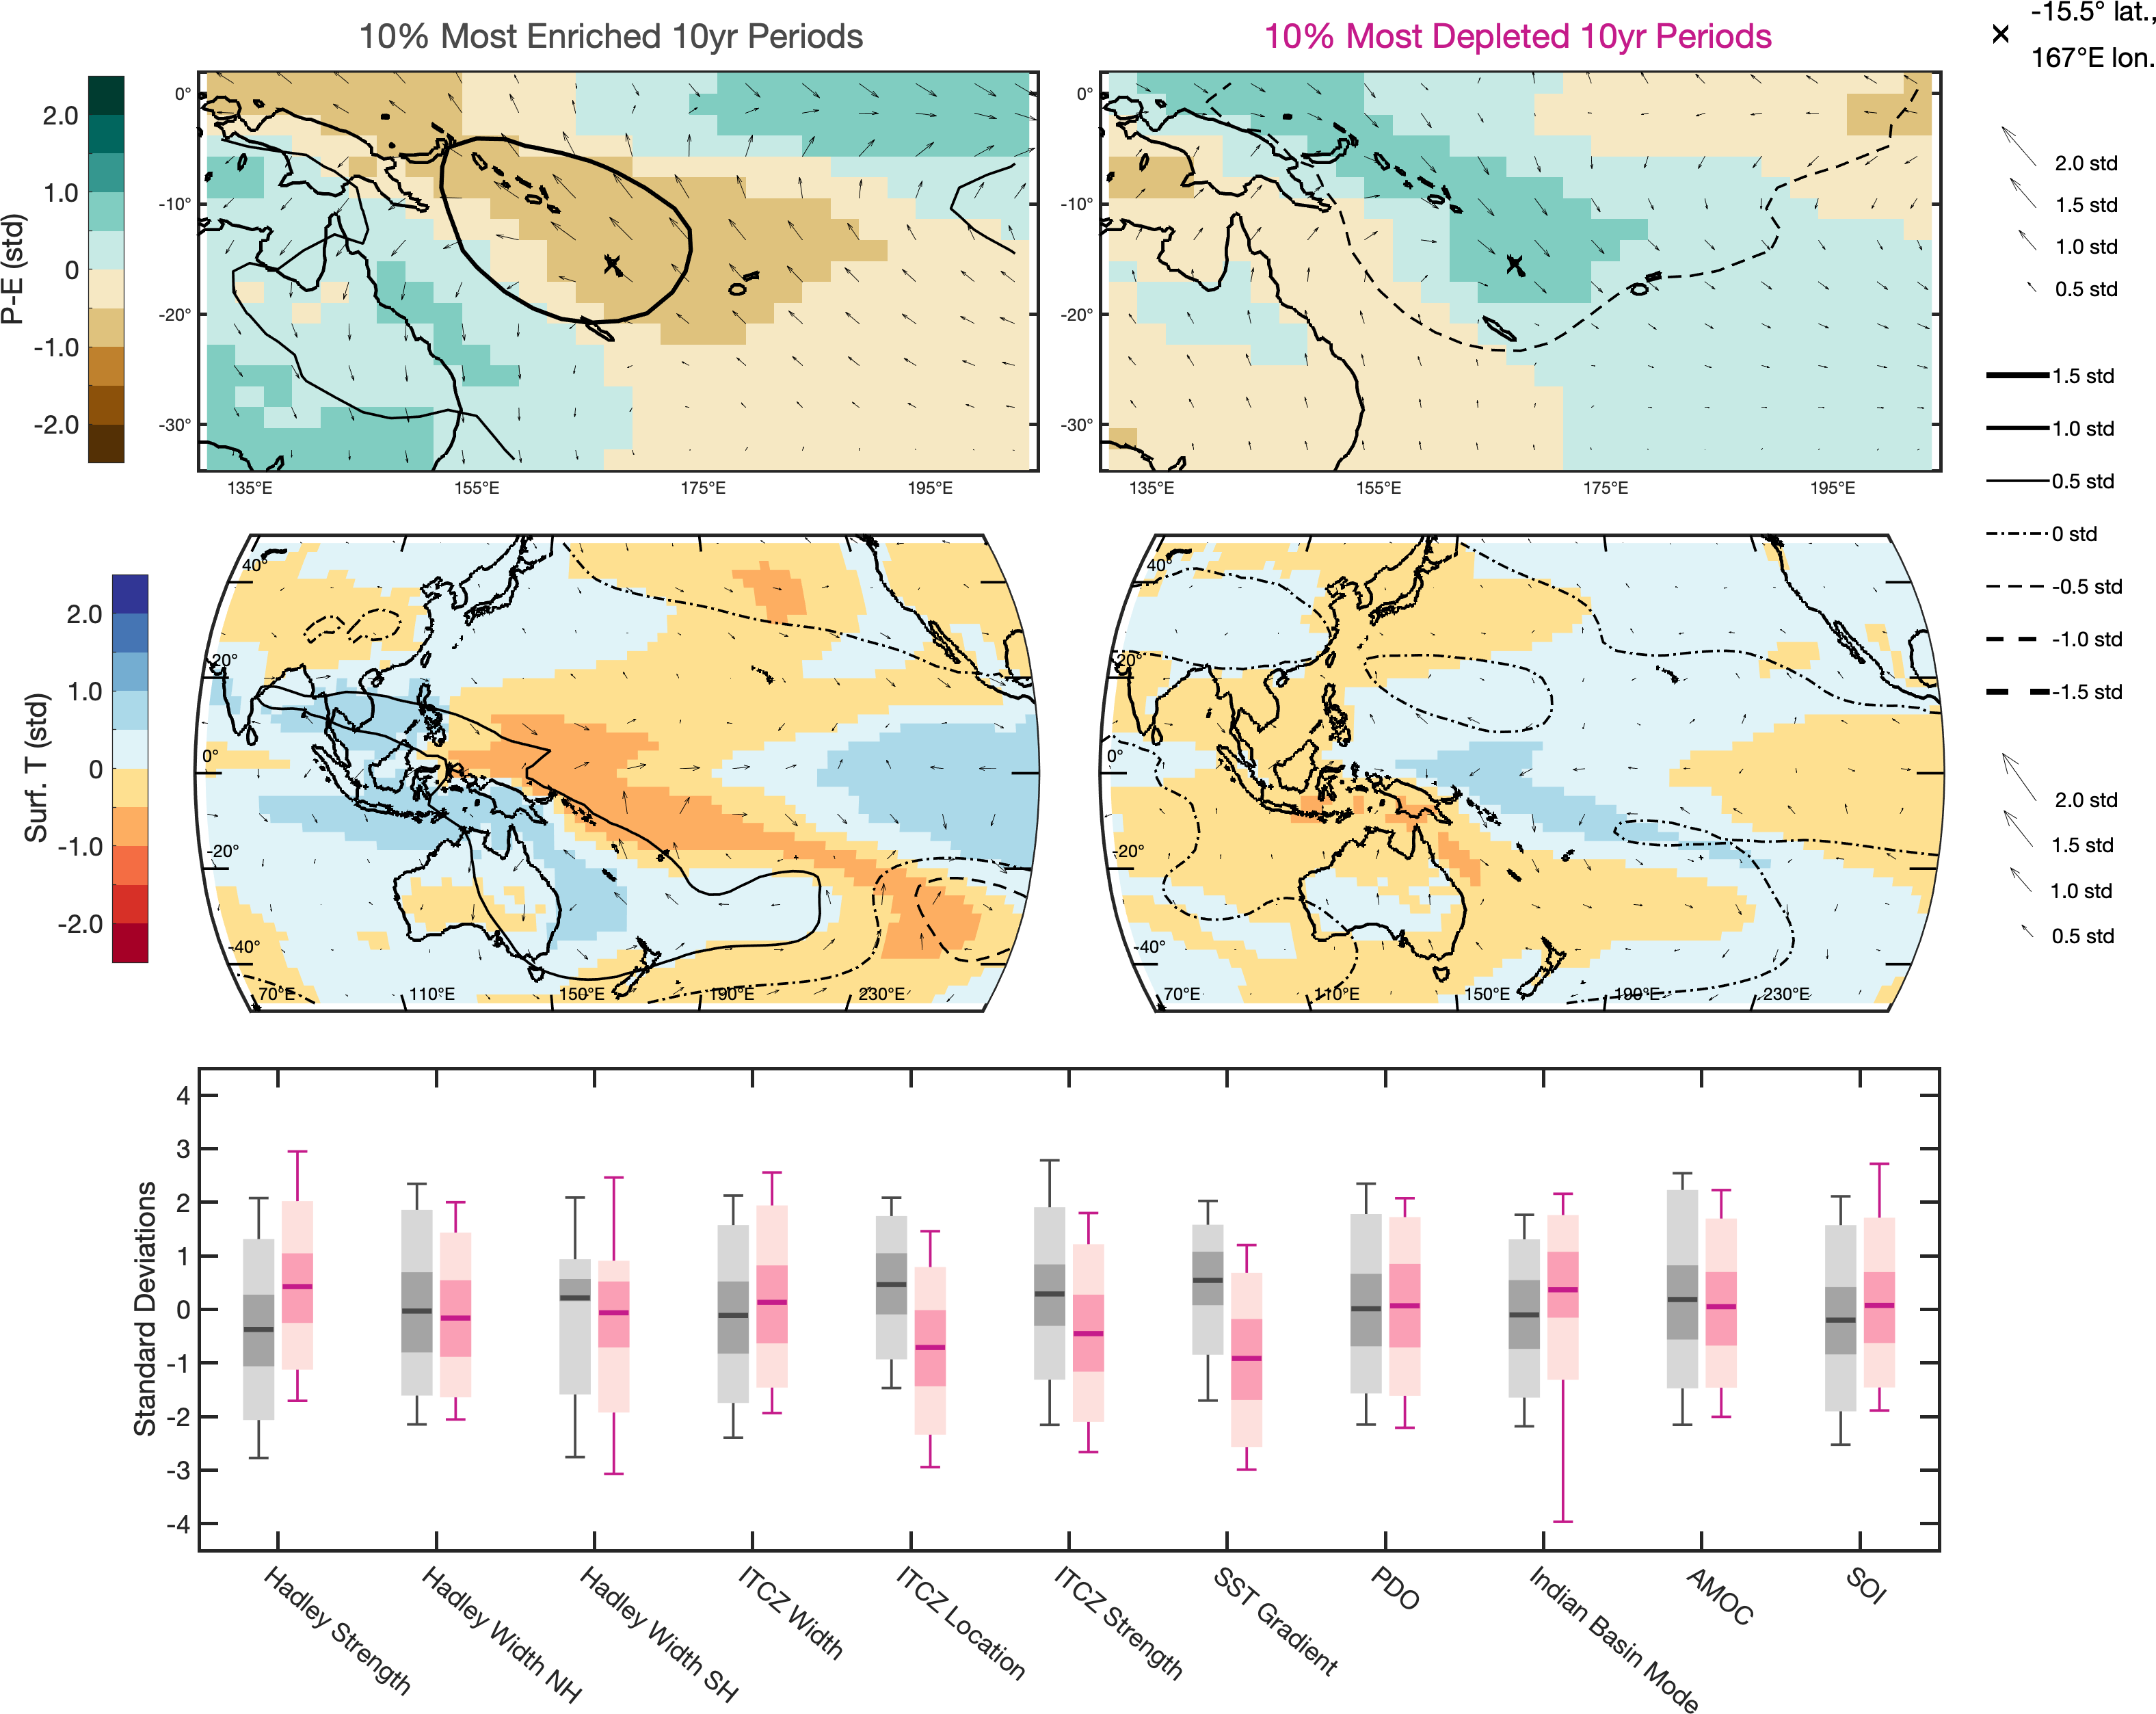 10% Most Enriched 10yr Periods
10% Most Depleted 10yr Periods
-15.5° lat.,
167°E lon.
P-E (std)
2.0
1.0
0
-1.0
-2.0
0°
-10°
-20°
-30°
135°E
155°E
175°E
195°E
0°
-10°
-20°
-30°
135°E
155°E
175°E
195°E
2.0 std
1.5 std
1.0 std
0.5 std
1.5 std
1.0 std
0.5 std
0 std
-0.5 std
-1.0 std
-1.5 std
Surf. T (std)
2.0
1.0
0
-1.0
-2.0
40°
20°
0°
-20°
-40°
70°E
110°E
150°E
190°E
230°E
40°
20°
0°
-20°
-40°
70°E
110°E
150°E
190°E
230°E
2.0 std
1.5 std
1.0 std
0.5 std
Standard Deviations
4
3
2
1
0
-1
-2
-3
-4
Hadley Strength
Hadley Width NH
Hadley Width SH
ITCZ Width
ITCZ Location
ITCZ Strength
SST Gradient
PDO
Indian Basin Mode
AMOC
SOI